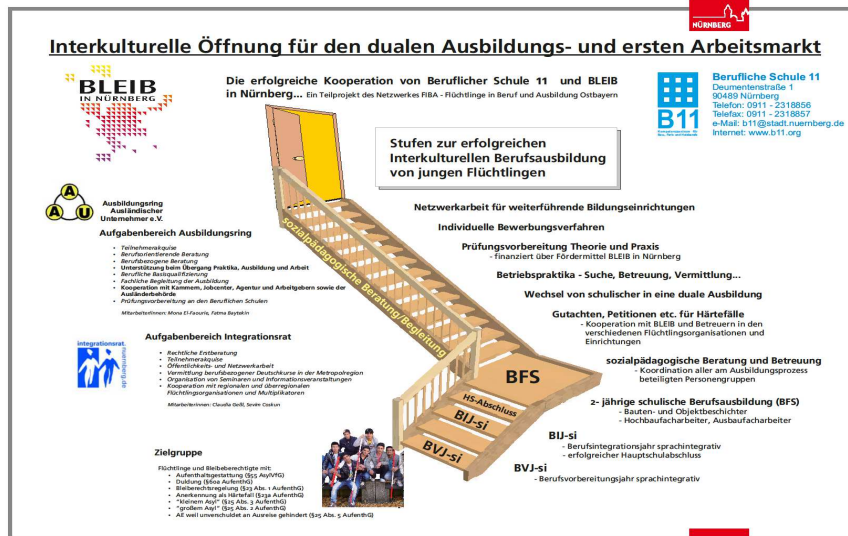 NÜRNBERG
Interkulturelle Öffnung für den dualen Ausbildungs- und ersten Arbeitsmarkt
BLEIB
IN NÜRNBERG
Die erfolgreiche Kooperation von Beruflicher Schule 11 und BLEIB
in Nürnberg... Ein Teilprojekt des Netzwerkes FIBA - Flüchtlinge in Beruf und Ausbildung Ostbayern
B11
Berufliche Schule 11
Deumentenstraße 1
90489 Nürnberg
Telefon: 0911 - 2318856
Telefax: 0911 - 2318857
e-Mail: b11@stadt.nuernberg.de
Internet: www.b11.org
Stufen zur erfolgreichen
Interkulturellen Berufsausbildung
von jungen Flüchtlingen
A
A U
Ausbildungsring
Ausländischer
Unternehmer e.V.
Aufgabenbereich Ausbildungsring
• Teilnehmerakquise
• Berufsorientierende Beratung
• Berufsbezogene Beratung
• Unterstützung beim Übergang Praktika, Ausbildung und Arbeit
• Berufliche Basisqualifizierung
• Fachliche Begleitung der Ausbildung
• Kooperation mit Kammern, Jobcenter, Agentur und Arbeitgebern sowie der
Ausländerbehörde
• Prüfungsvorbereitung an den Beruflichen Schulen
MitarbeiterInnen: Mona El-Faourie, Fatma Baytekin
integrationsrat.
nuernberg.de
Aufgabenbereich Integrationsrat
• Rechtliche Erstberatung
• Teilnehmerakquise
• Öffentlichkeits- und Netzwerkarbeit
• Vermittlung berufsbezogener Deutschkurse in der Metropolregion
• Organisation von Seminaren und Informationsveranstaltungen
• Kooperation mit regionalen und überregionalen
Flüchtlingsorganisationen und Multiplikatoren
MitarbeiterInnen: Claudia Geßl, Sevën Coskun
Zielgruppe
Flüchtlinge und Bleibeberechtigte mit:
• Aufenthaltsgestattung (§55 AsylVfG)
• Duldung (§60a AufenthG)
• Bleiberechtsregelung (§23 Abs. 1 AufenthG)
• Anerkennung als Härtefall (§23a AufenthG)
• "kleinem Asyl" (§25 Abs. 3 AufenthG)
• "großem Asyl" (§25 Abs. 2 AufenthG)
• AE weil unverschuldet an Ausreise gehindert (§25 Abs. 5 AufenthG)
sozialpädagogische Beratung/Begleitung
BFS
HS-Abschluss
BIJ-si
BVJ-si
Netzwerkarbeit für weiterführende Bildungseinrichtungen
Individuelle Bewerbungsverfahren
Prüfungsvorbereitung Theorie und Praxis
- finanziert über Fördermittel BLEIB in Nürnberg
Betriebspraktika - Suche, Betreuung, Vermittlung...
Wechsel von schulischer in eine duale Ausbildung
Gutachten, Petitionen etc. für Härtefälle
- Kooperation mit BLEIB und Betreuern in den
verschiedenen Flüchtlingsorganisationen und
Einrichtungen
sozialpädagogische Beratung und Betreuung
- Koordination aller am Ausbildungsprozess
beteiligten Personengruppen
2- jährige schulische Berufsausbildung (BFS)
- Bauten- und Objektbeschichter
- Hochbaufacharbeiter, Ausbaufacharbeiter
BIJ-si
- Berufsintegrationsjahr sprachintegrativ
- erfolgreicher Hauptschulabschluss
BVJ-si
- Berufsvorbereitungsjahr sprachintegrativ